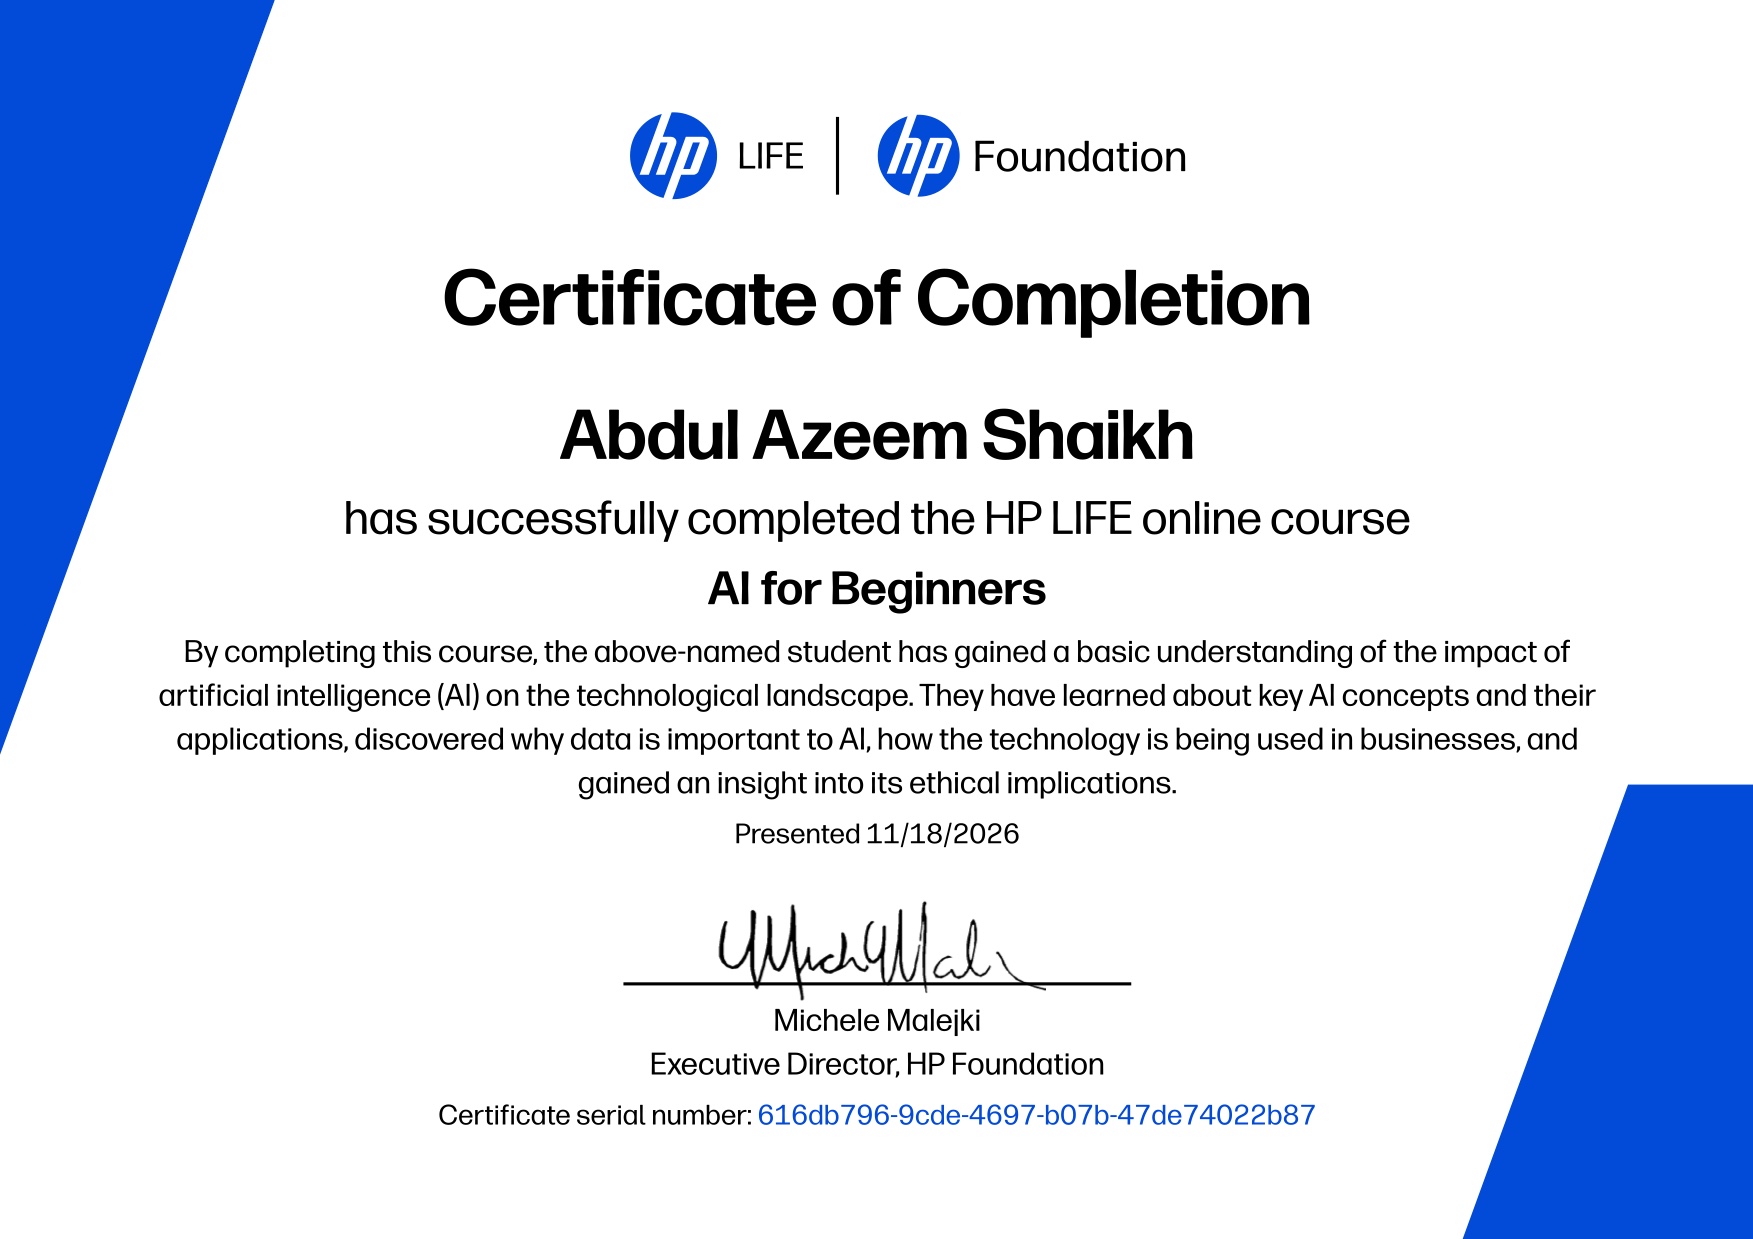 hp LIFE | hp Foundation
Certificate of Completion
Abdul Azeem Shaikh
has successfully completed the HP LIFE online course
AI for Beginners
By completing this course, the above-named student has gained a basic understanding of the impact of
artificial intelligence (AI) on the technological landscape. They have learned about key AI concepts and their
applications, discovered why data is important to AI, how the technology is being used in businesses, and
gained an insight into its ethical implications.
Presented 11/18/2026
Michele Malejki
Executive Director, HP Foundation
Certificate serial number: 616db796-9cde-4697-b07b-47de74022b87